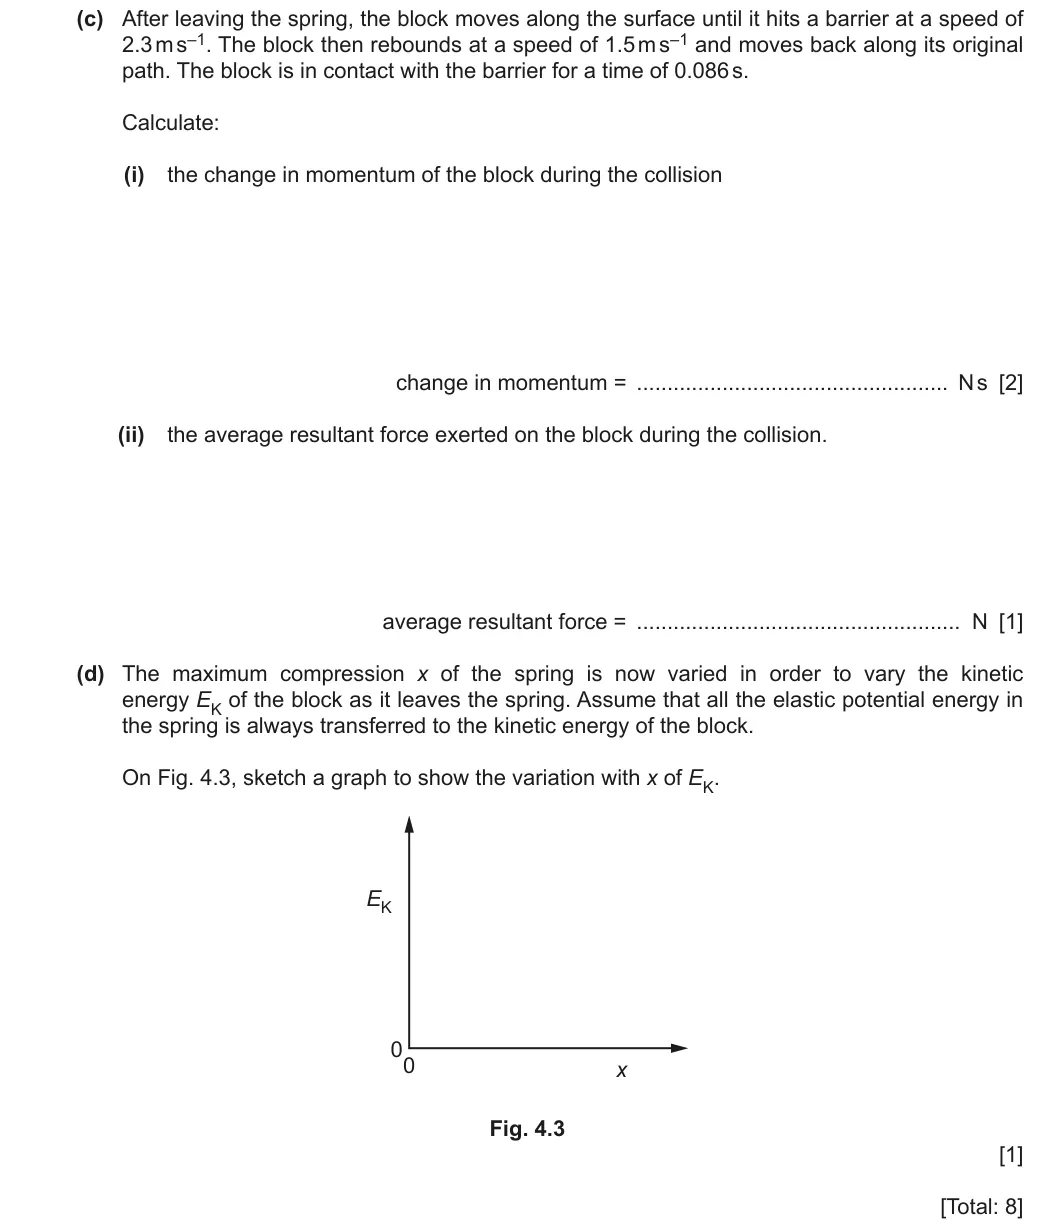 (c) After leaving the spring, the block moves along the surface until it hits a barrier at a speed of
2.3 m s⁻¹. The block then rebounds at a speed of 1.5 m s⁻¹ and moves back along its original
path. The block is in contact with the barrier for a time of 0.086 s.
Calculate:
(i) the change in momentum of the block during the collision
change in momentum = .................................................. N s [2]
(ii) the average resultant force exerted on the block during the collision.
average resultant force = .................................................... N [1]
(d) The maximum compression x of the spring is now varied in order to vary the kinetic
energy E_K of the block as it leaves the spring. Assume that all the elastic potential energy in
the spring is always transferred to the kinetic energy of the block.
On Fig. 4.3, sketch a graph to show the variation with x of E_K.
E_K
0
0
x
Fig. 4.3
[1]
[Total: 8]